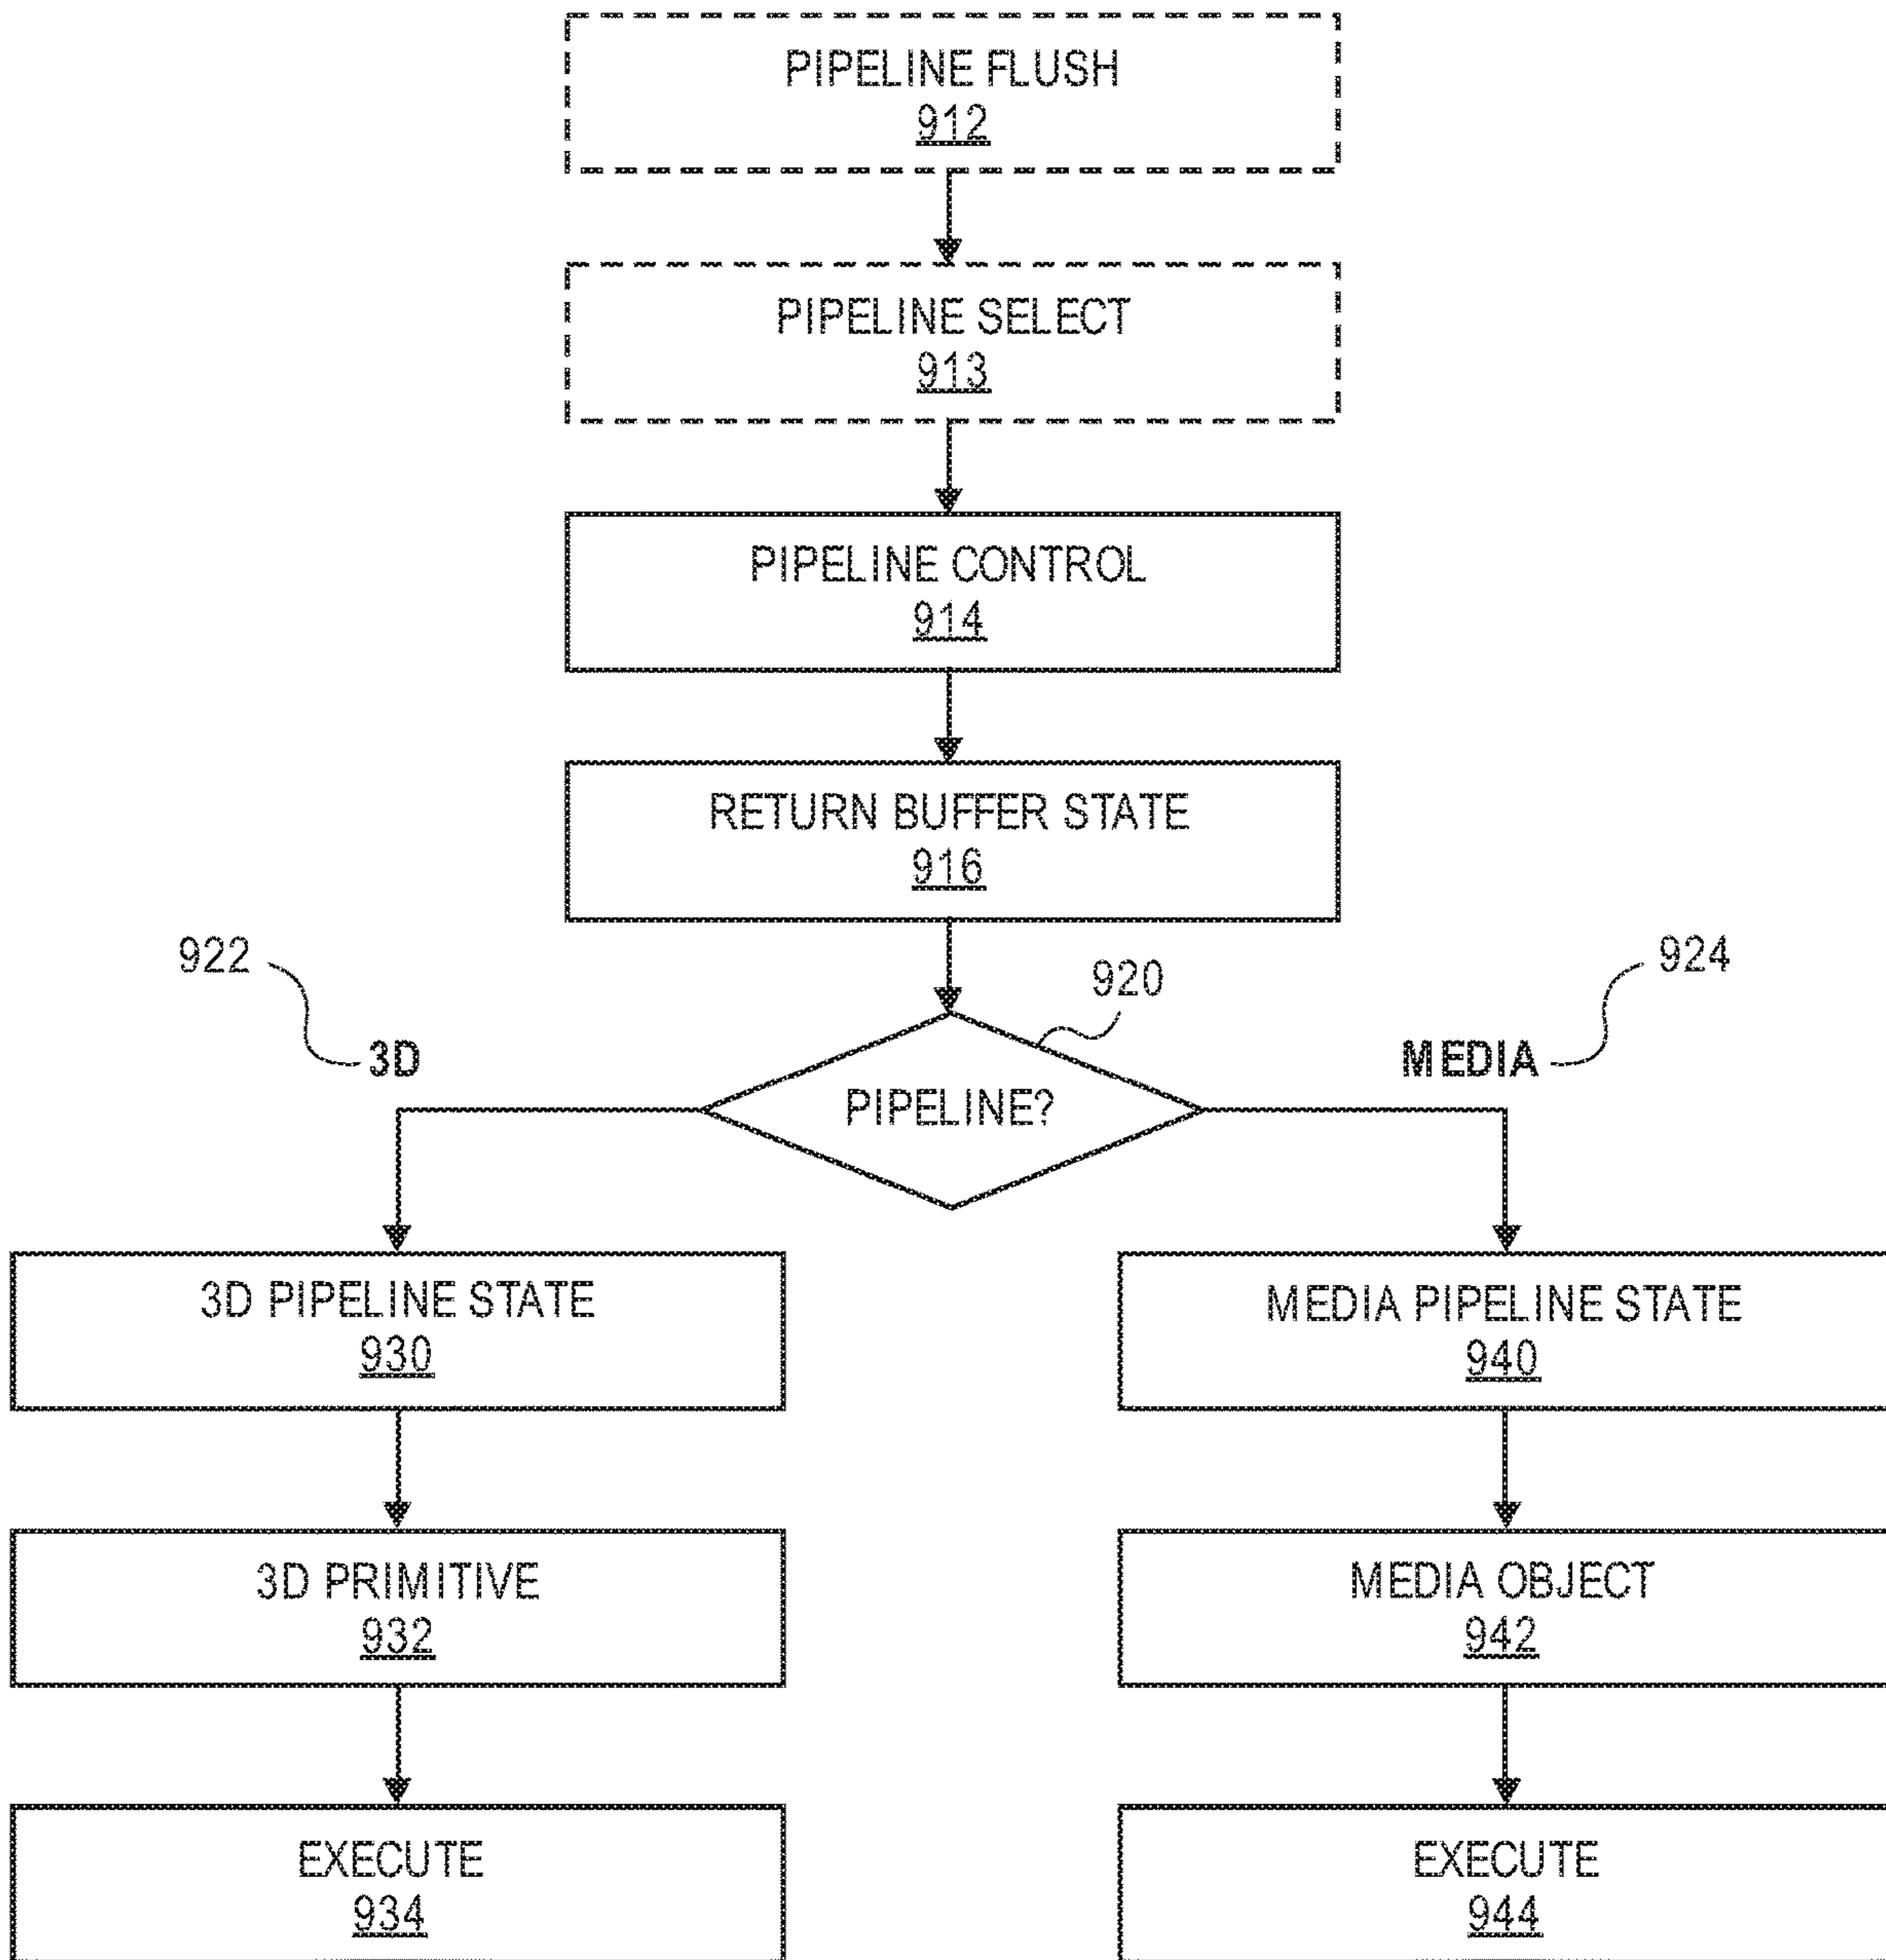 PIPELINE FLUSH
912
PIPELINE SELECT
913
PIPELINE CONTROL
914
RETURN BUFFER STATE
916
922
920
924
3D
MEDIA
PIPELINE?
3D PIPELINE STATE
930
MEDIA PIPELINE STATE
940
3D PRIMITIVE
932
MEDIA OBJECT
942
EXECUTE
934
EXECUTE
944